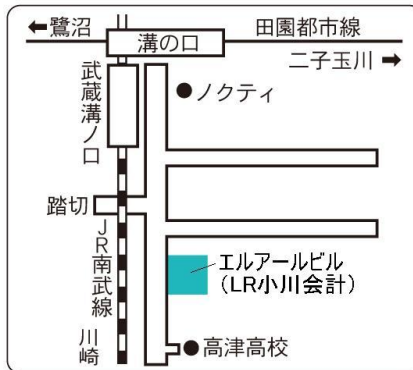 ←鷺沼
田園都市線
溝の口
二子玉川→
武蔵溝ノ口
●ノクティ
踏切
JR南武線
川崎
エルアールビル
(LR小川会計)
●高津高校